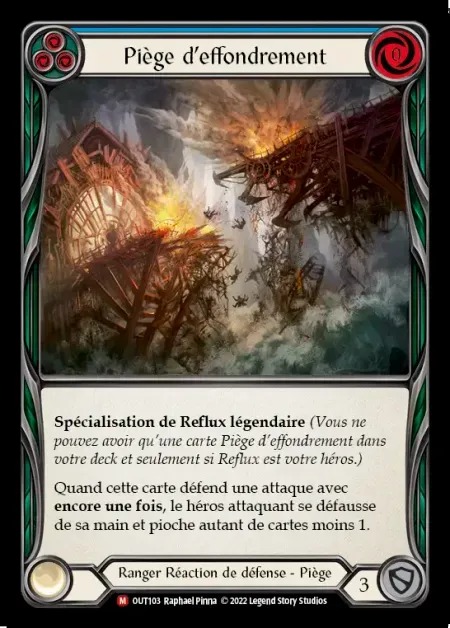 Piège d'effondrement
0
Spécialisation de Reflux légendaire (Vous ne
pouvez avoir qu'une carte Piège d'effondrement dans
votre deck et seulement si Reflux est votre héros.)
Quand cette carte défend une attaque avec
encore une fois, le héros attaquant se défausse
de sa main et pioche autant de cartes moins 1.
Ranger Réaction de défense - Piège
3
M OUT103 Raphael Pinna © 2022 Legend Story Studios